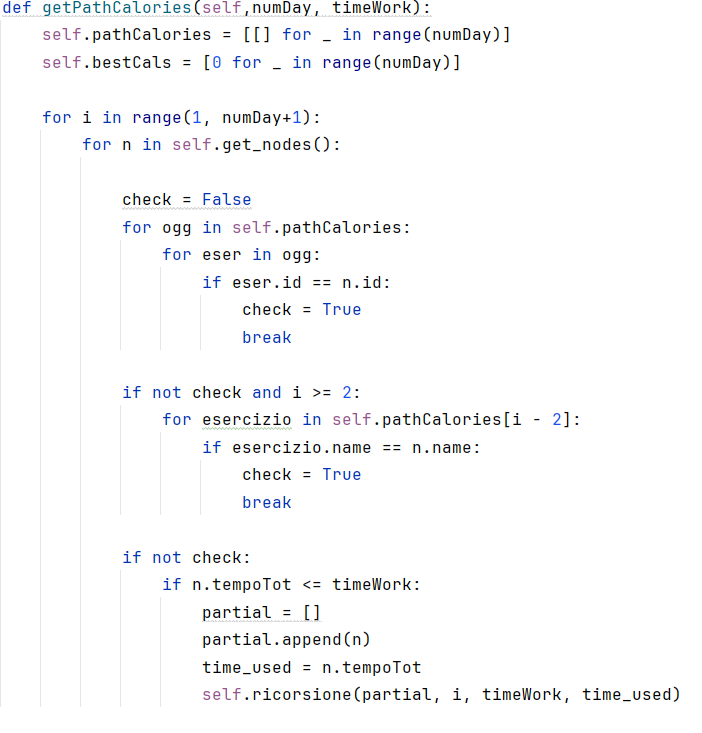 def getPathCalories(self,numDay, timeWork):
    self.pathCalories = [[] for _ in range(numDay)]
    self.bestCals = [0 for _ in range(numDay)]
    for i in range(1, numDay+1):
        for n in self.get_nodes():
            check = False
            for ogg in self.pathCalories:
                for eser in ogg:
                    if eser.id == n.id:
                        check = True
                        break
            if not check and i >= 2:
                for esercizio in self.pathCalories[i - 2]:
                    if esercizio.name == n.name:
                        check = True
                        break
            if not check:
                if n.tempoTot <= timeWork:
                    partial = []
                    partial.append(n)
                    time_used = n.tempoTot
                    self.ricorsione(partial, i, timeWork, time_used)